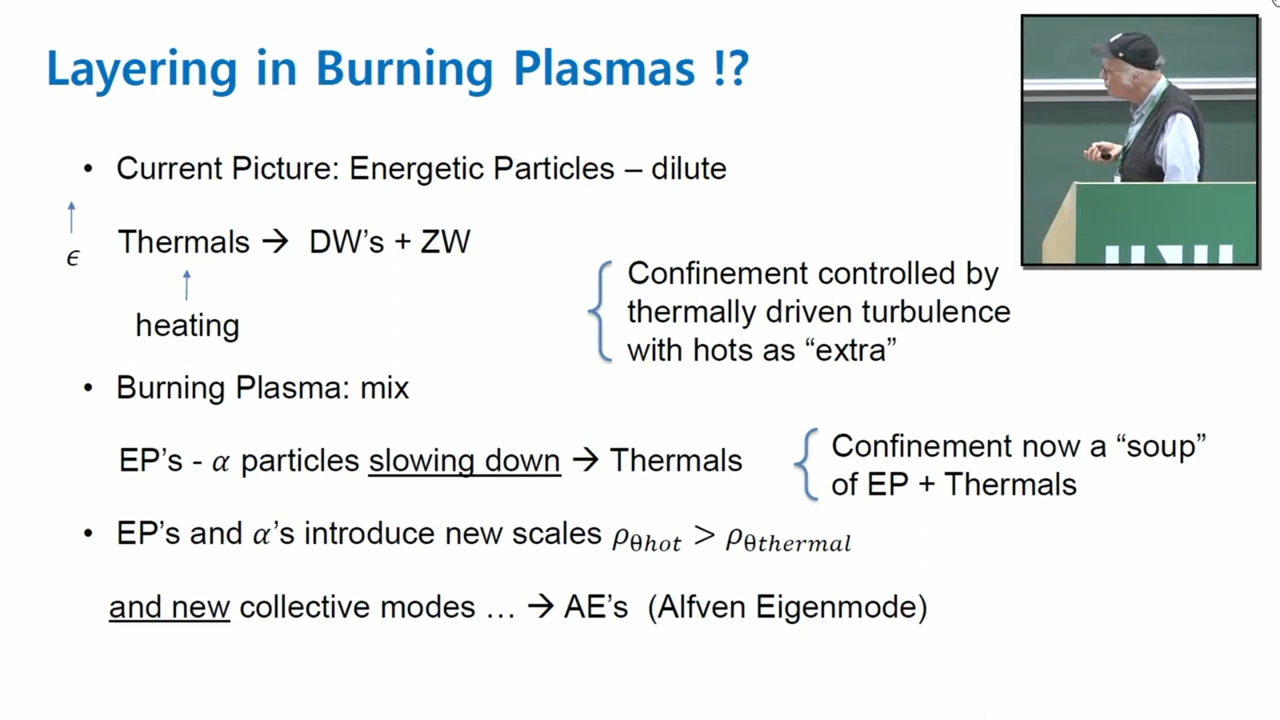 Layering in Burning Plasmas !?
• Current Picture: Energetic Particles – dilute
ϵ
Thermals → DW's + ZW
heating
Confinement controlled by
thermally driven turbulence
with hots as “extra”
• Burning Plasma: mix
EP's - α particles slowing down → Thermals
Confinement now a “soup”
of EP + Thermals
• EP's and α's introduce new scales ρθhot > ρθthermal
and new collective modes … → AE's (Alfven Eigenmode)